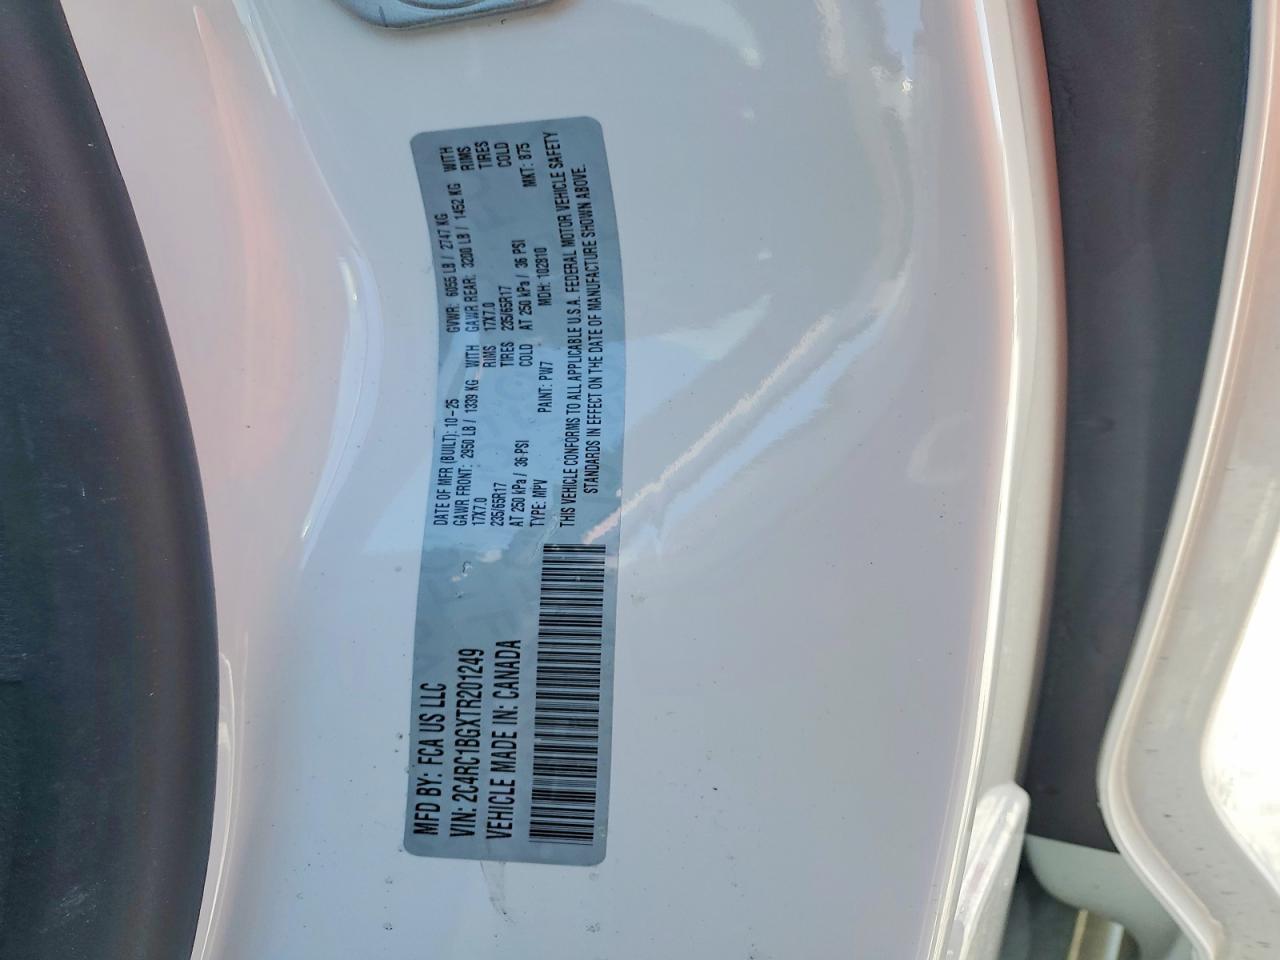 MFD BY: FCA US LLC
VIN: 2C4RC1BGXTR201249
VEHICLE MADE IN: CANADA
DATE OF MFR (BUILT): 10-25 GVWR: 6055 LB / 2747 KG
GAWR FRONT: 2950 LB / 1339 KG WITH GAWR REAR: 3200 LB / 1452 KG WITH
17X7.0 RIMS 17X7.0 RIMS
235/65R17 TIRES 235/65R17 TIRES
AT 250 kPa / 36 PSI COLD AT 250 kPa / 36 PSI COLD
TYPE: MPV PAINT: PW7 MDH: 102810 MKT: 875
THIS VEHICLE CONFORMS TO ALL APPLICABLE U.S.A. FEDERAL MOTOR VEHICLE SAFETY
STANDARDS IN EFFECT ON THE DATE OF MANUFACTURE SHOWN ABOVE.